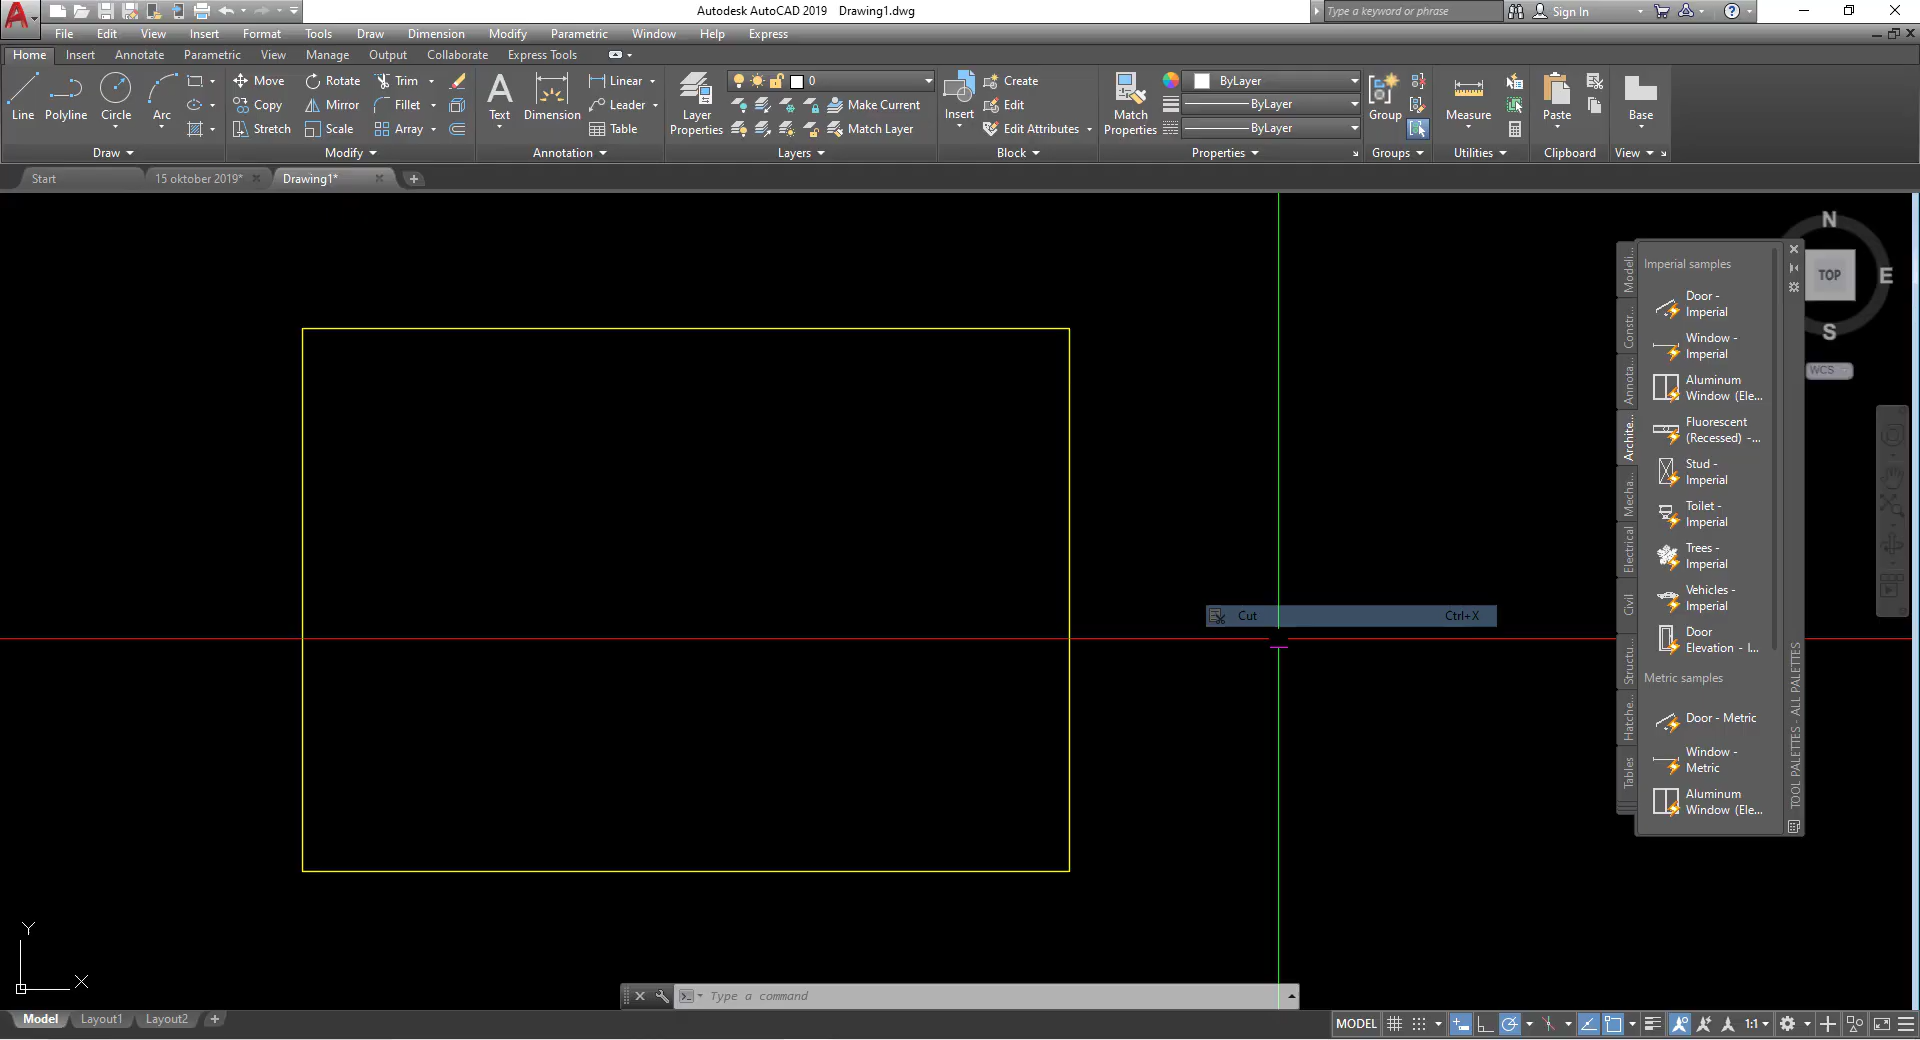 Autodesk AutoCAD 2019 Drawing1.dwg
Type a keyword or phrase
Sign In
File Edit View Insert Format Tools Draw Dimension Modify Parametric Window Help Express
Home Insert Annotate Parametric View Manage Output Collaborate Express Tools
Line
Polyline
Circle
Arc
Draw
Move Rotate Trim
Copy Mirror Fillet
Stretch Scale Array
Modify
Text
Dimension
Linear
Leader
Table
Annotation
Layer
Properties
0
Make Current
Match Layer
Layers
Insert
Create
Edit
Edit Attributes
Block
Match
Properties
ByLayer
ByLayer
ByLayer
Properties
Group
Groups
Measure
Utilities
Paste
Clipboard
Base
View
Start 15 oktober 2019* Drawing1*
N
TOP
E
S
WCS
Modeli...
Constr...
Annota...
Archite...
Mecha...
Electrical
Civil
Structu...
Hatche...
Tables
Imperial samples
Door -
Imperial
Window -
Imperial
Aluminum
Window (Ele...
Fluorescent
(Recessed) -...
Stud -
Imperial
Toilet -
Imperial
Trees -
Imperial
Vehicles -
Imperial
Door
Elevation - I...
Metric samples
Door - Metric
Window -
Metric
Aluminum
Window (Ele...
TOOL PALETTES - ALL PALETTES
Cut Ctrl+X
Y
X
Type a command
Model Layout1 Layout2
MODEL
1:1